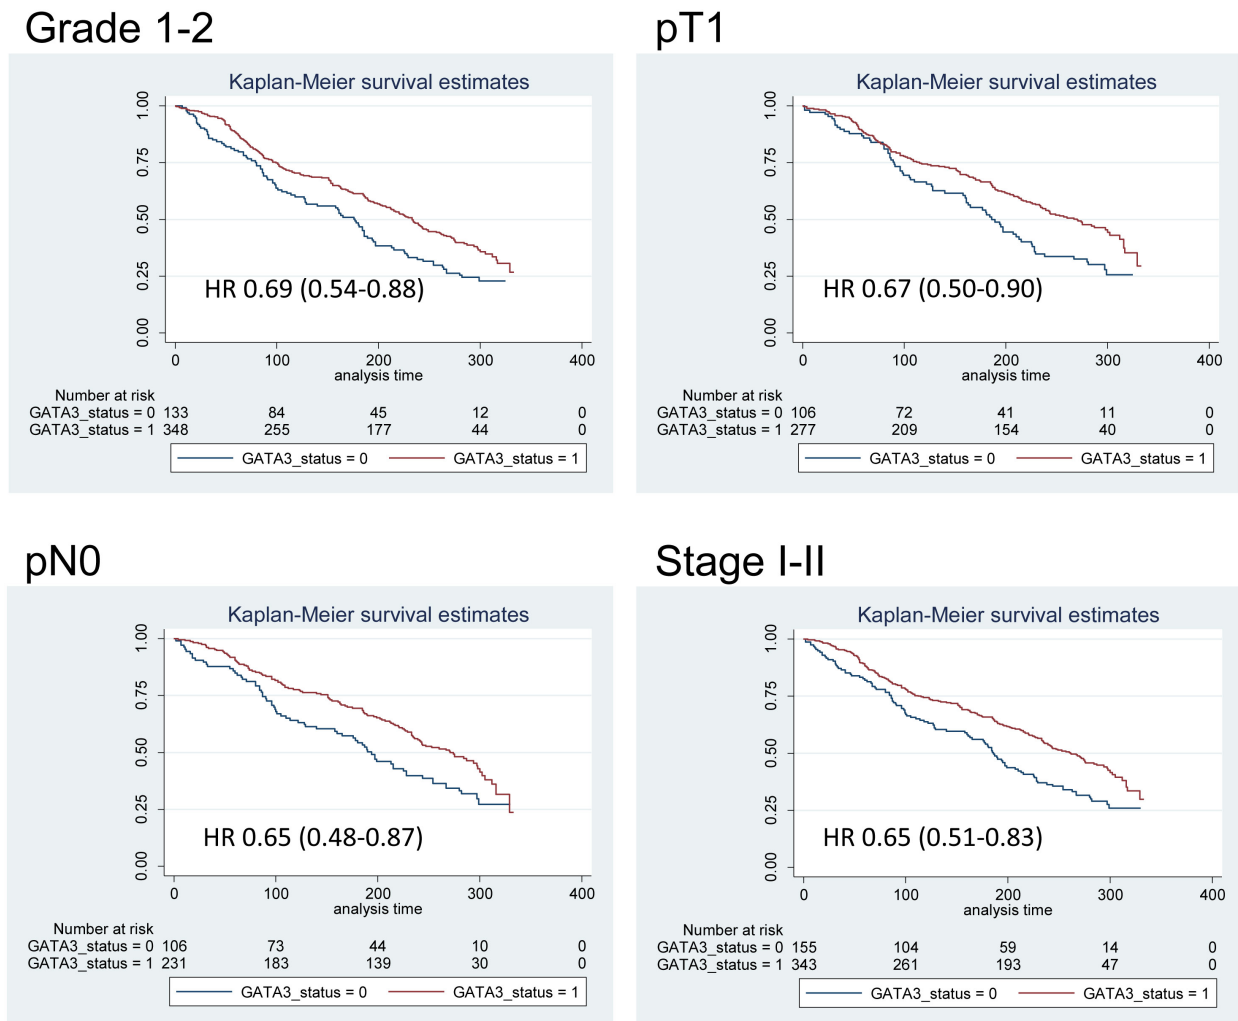 Grade 1-2
Kaplan-Meier survival estimates
1.00
0.75
0.50
0.25
0.00
HR 0.69 (0.54-0.88)
0 100 200 300 400
analysis time
Number at risk
GATA3_status = 0 133 84 45 12 0
GATA3_status = 1 348 255 177 44 0
GATA3_status = 0 GATA3_status = 1
pT1
Kaplan-Meier survival estimates
1.00
0.75
0.50
0.25
0.00
HR 0.67 (0.50-0.90)
0 100 200 300 400
analysis time
Number at risk
GATA3_status = 0 106 72 41 11 0
GATA3_status = 1 277 209 154 40 0
GATA3_status = 0 GATA3_status = 1
pN0
Kaplan-Meier survival estimates
1.00
0.75
0.50
0.25
0.00
HR 0.65 (0.48-0.87)
0 100 200 300 400
analysis time
Number at risk
GATA3_status = 0 106 73 44 10 0
GATA3_status = 1 231 183 139 30 0
GATA3_status = 0 GATA3_status = 1
Stage I-II
Kaplan-Meier survival estimates
1.00
0.75
0.50
0.25
0.00
HR 0.65 (0.51-0.83)
0 100 200 300 400
analysis time
Number at risk
GATA3_status = 0 155 104 59 14 0
GATA3_status = 1 343 261 193 47 0
GATA3_status = 0 GATA3_status = 1